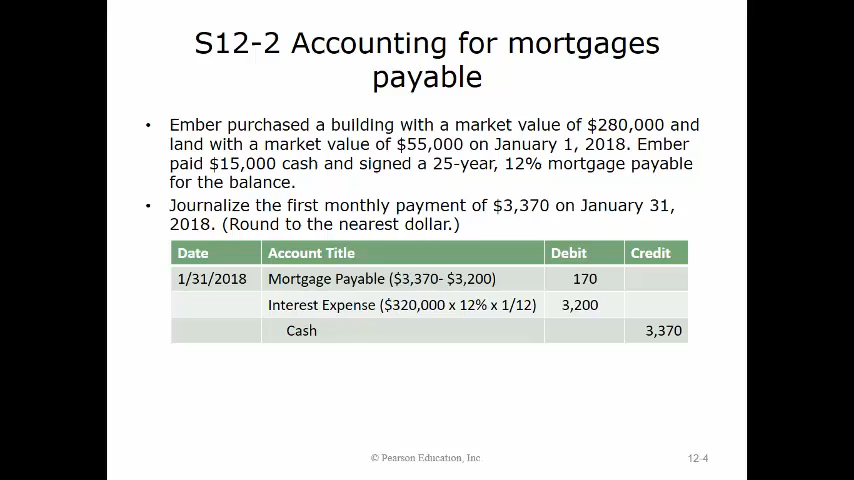 S12-2 Accounting for mortgages
payable
• Ember purchased a building with a market value of $280,000 and
land with a market value of $55,000 on January 1, 2018. Ember
paid $15,000 cash and signed a 25-year, 12% mortgage payable
for the balance.
• Journalize the first monthly payment of $3,370 on January 31,
2018. (Round to the nearest dollar.)
Date Account Title Debit Credit
1/31/2018 Mortgage Payable ($3,370- $3,200) 170
Interest Expense ($320,000 x 12% x 1/12) 3,200
Cash 3,370
© Pearson Education, Inc. 12-4